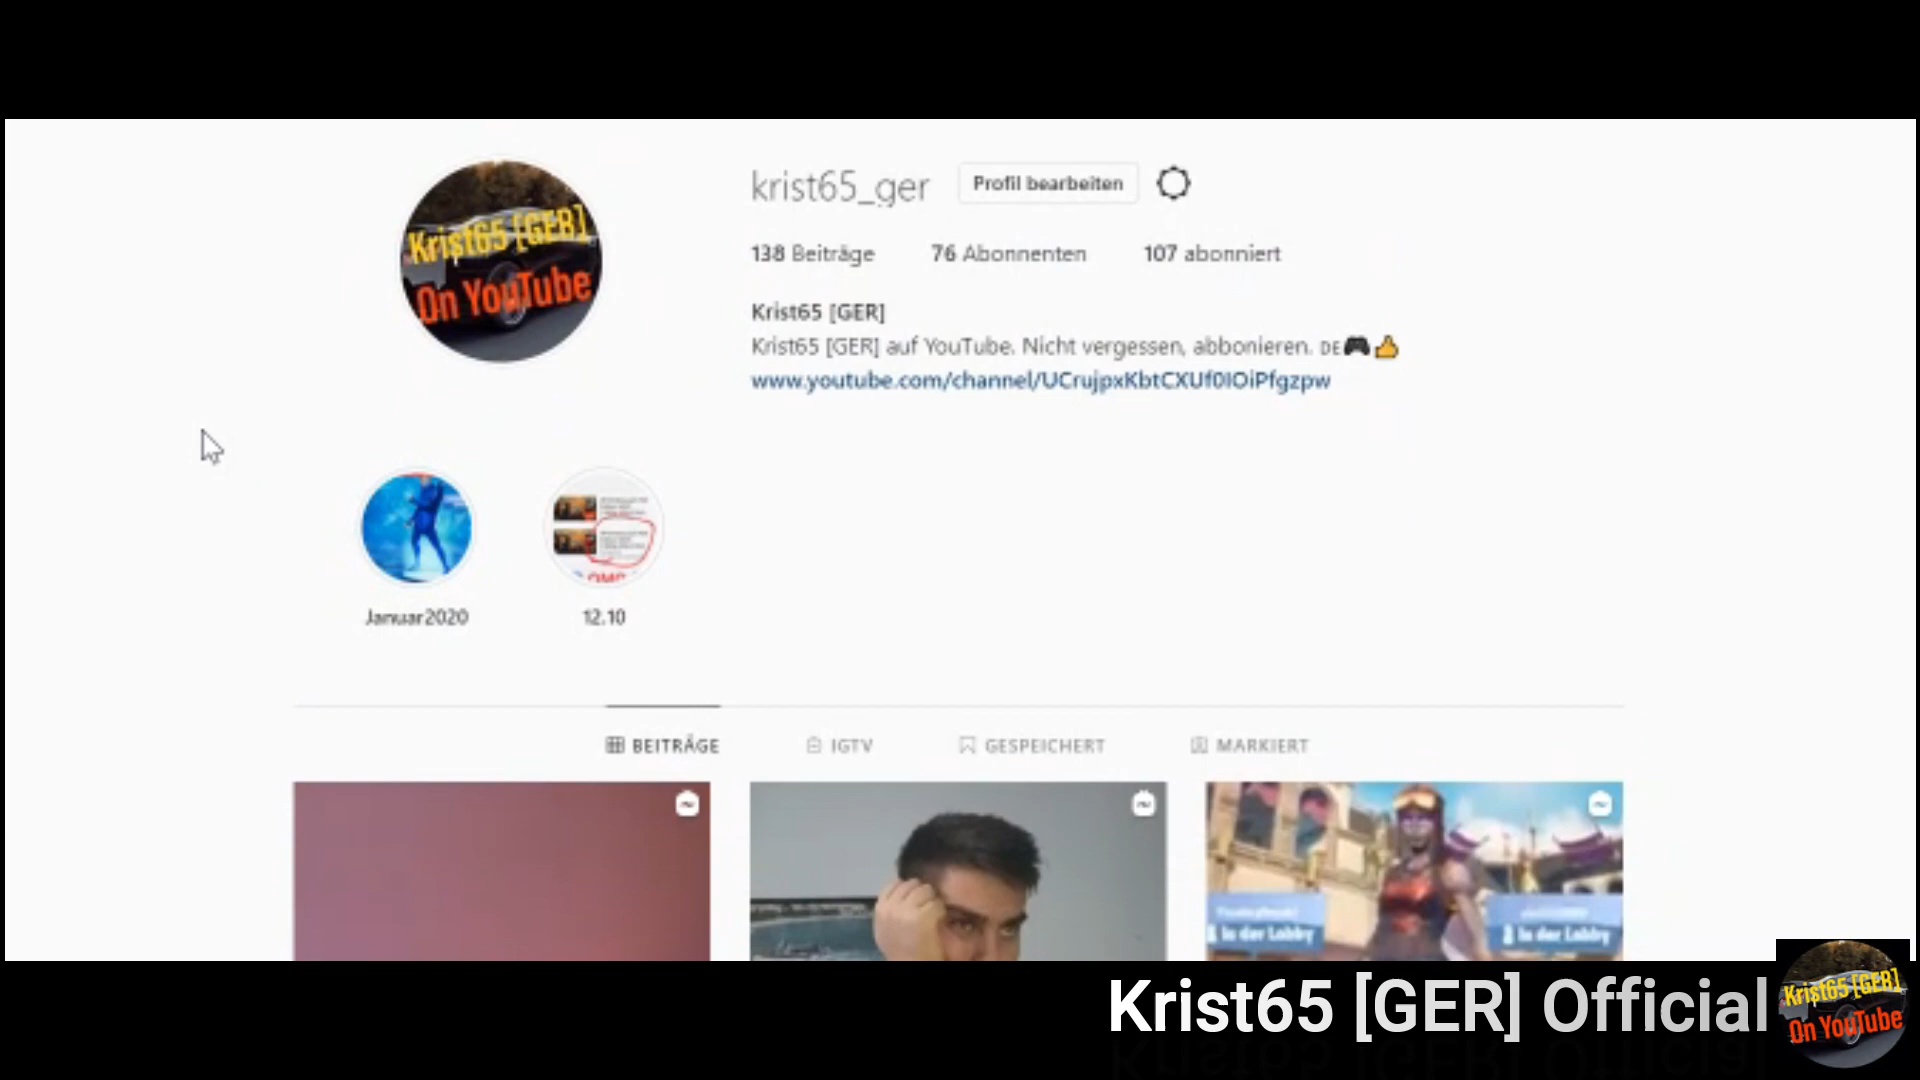 krist65_ger Profil bearbeiten
138 Beiträge 76 Abonnenten 107 abonniert
Krist65 [GER]
Krist65 [GER] auf YouTube. Nicht vergessen, abbonieren. DE🎮👍
www.youtube.com/channel/UCrujpxKbtCXUf0IOiPfgzpw
Krist65 [GER]
On YouTube
OMG
Januar2020 12.10
BEITRÄGE IGTV GESPEICHERT MARKIERT
in der Lobby in der Lobby
Krist65 [GER] Official
Krist65 [GER]
On YouTube